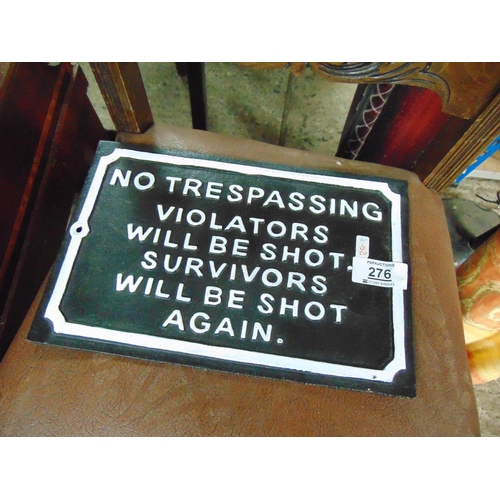 NO TRESPASSING
VIOLATORS
WILL BE SHOT.
SURVIVORS
WILL BE SHOT
AGAIN.
276